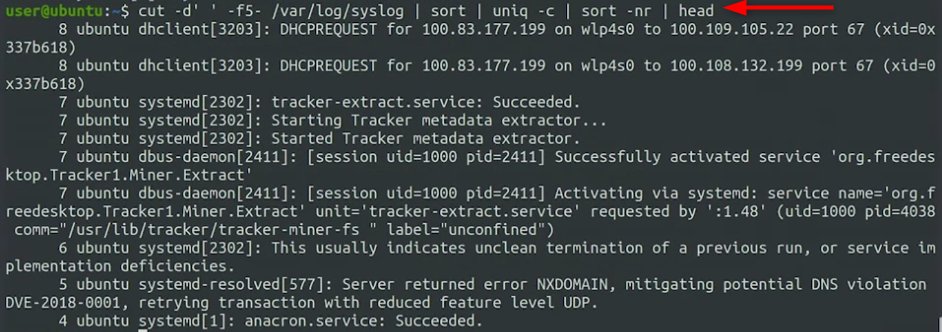 user@ubuntu:~$ cut -d' ' -f5- /var/log/syslog | sort | uniq -c | sort -nr | head
8 ubuntu dhclient[3203]: DHCPREQUEST for 100.83.177.199 on wlp4s0 to 100.109.105.22 port 67 (xid=0x
337b618)
8 ubuntu dhclient[3203]: DHCPREQUEST for 100.83.177.199 on wlp4s0 to 100.108.132.199 port 67 (xid=0
x337b618)
7 ubuntu systemd[2302]: tracker-extract.service: Succeeded.
7 ubuntu systemd[2302]: Starting Tracker metadata extractor...
7 ubuntu systemd[2302]: Started Tracker metadata extractor.
7 ubuntu dbus-daemon[2411]: [session uid=1000 pid=2411] Successfully activated service 'org.freedes
ktop.Tracker1.Miner.Extract'
7 ubuntu dbus-daemon[2411]: [session uid=1000 pid=2411] Activating via systemd: service name='org.f
reedesktop.Tracker1.Miner.Extract' unit='tracker-extract.service' requested by ':1.48' (uid=1000 pid=4038
comm="/usr/lib/tracker/tracker-miner-fs " label="unconfined")
6 ubuntu systemd[2302]: This usually indicates unclean termination of a previous run, or service im
plementation deficiencies.
5 ubuntu systemd-resolved[577]: Server returned error NXDOMAIN, mitigating potential DNS violation
DVE-2018-0001, retrying transaction with reduced feature level UDP.
4 ubuntu systemd[1]: anacron.service: Succeeded.